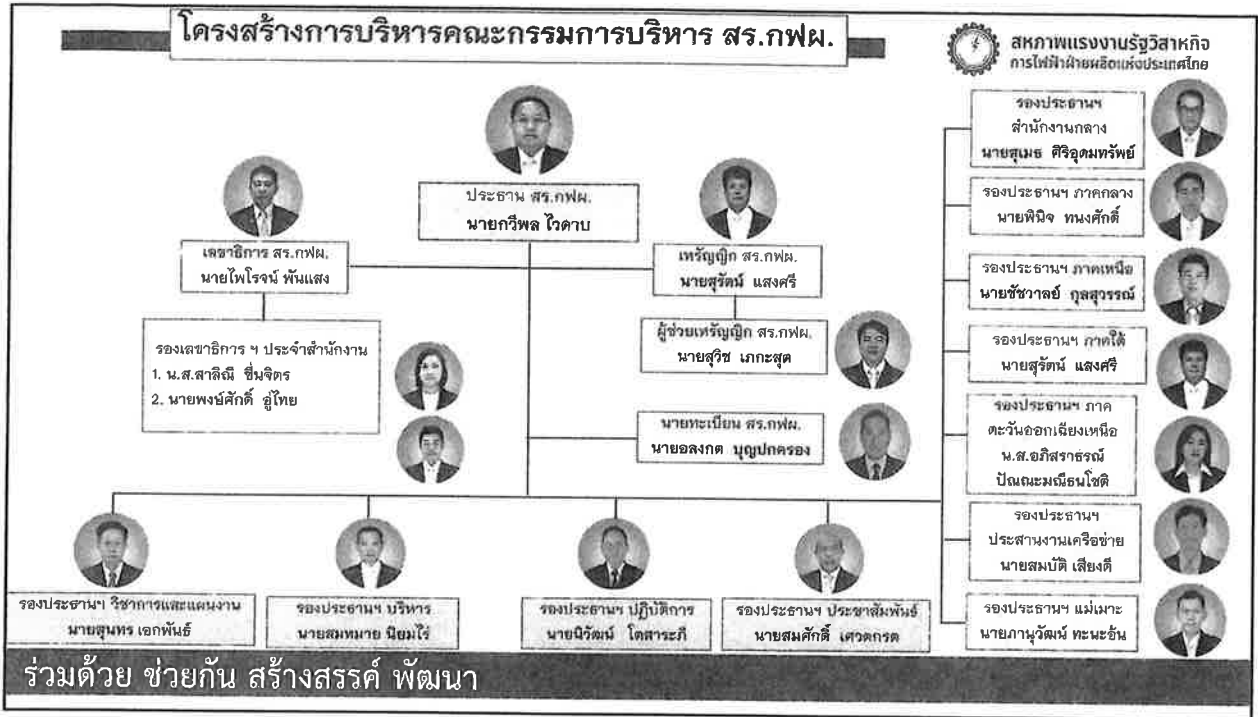 โครงสร้างการบริหารคณะกรรมการบริหาร สร.กฟผ.
สหภาพแรงงานรัฐวิสาหกิจ
การไฟฟ้าฝ่ายผลิตแห่งประเทศไทย
ประธาน สร.กฟผ.
นายกวีพล ไวดาบ
เลขาธิการ สร.กฟผ.
นายไพโรจน์ พันแสง
เหรัญญิก สร.กฟผ.
นายสุรัตน์ แสงศรี
รองเลขาธิการ ฯ ประจำสำนักงาน
1. น.ส.สาลิณี ชื่นจิตร
2. นายพงษ์ศักดิ์ อู่ไทย
ผู้ช่วยเหรัญญิก สร.กฟผ.
นายสุวิช เภกะสุต
นายทะเบียน สร.กฟผ.
นายอลงกต บุญปกครอง
รองประธานฯ
สำนักงานกลาง
นายสุเมธ ศิริอุดมทรัพย์
รองประธานฯ ภาคกลาง
นายพินิจ ทนงศักดิ์
รองประธานฯ ภาคเหนือ
นายชัชวาลย์ กุลสุวรรณ์
รองประธานฯ ภาคใต้
นายสุรัตน์ แสงศรี
รองประธานฯ ภาค
ตะวันออกเฉียงเหนือ
น.ส.อภิสราธรณ์
ปัณณะมณีธนโชติ
รองประธานฯ
ประสานงานเครือข่าย
นายสมบัติ เสียงดี
รองประธานฯ แม่เมาะ
นายภานุวัฒน์ ทะนะอ้น
รองประธานฯ วิชาการและแผนงาน
นายสุนทร เอกพันธ์
รองประธานฯ บริหาร
นายสมหมาย นิยมไร่
รองประธานฯ ปฏิบัติการ
นายนิวัฒน์ โตสาระภี
รองประธานฯ ประชาสัมพันธ์
นายสมศักดิ์ เศวตกรต
ร่วมด้วย ช่วยกัน สร้างสรรค์ พัฒนา